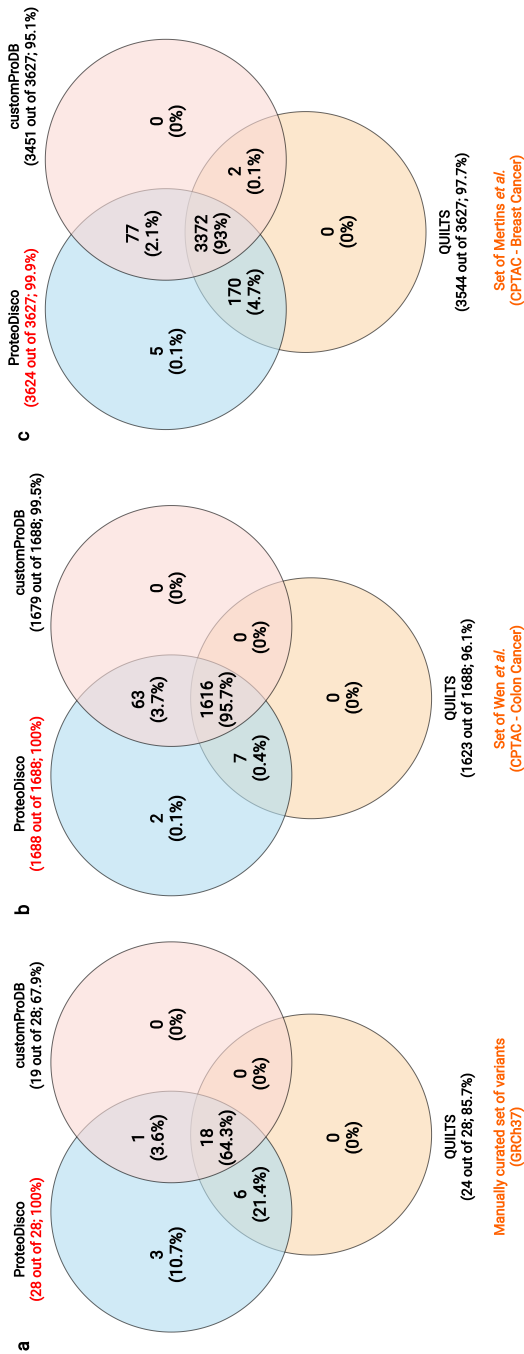 a
ProteoDisco
(28 out of 28; 100%)
customProDB
(19 out of 28; 67.9%)
3
(10.7%)
1
(3.6%)
0
(0%)
18
(64.3%)
6
(21.4%)
0
(0%)
0
(0%)
QUILTS
(24 out of 28; 85.7%)
Manually curated set of variants
(GRCh37)
b
ProteoDisco
(1688 out of 1688; 100%)
customProDB
(1679 out of 1688; 99.5%)
2
(0.1%)
63
(3.7%)
0
(0%)
1616
(95.7%)
7
(0.4%)
0
(0%)
0
(0%)
QUILTS
(1623 out of 1688; 96.1%)
Set of Wen et al.
(CPTAC - Colon Cancer)
c
ProteoDisco
(3624 out of 3627; 99.9%)
customProDB
(3451 out of 3627; 95.1%)
5
(0.1%)
77
(2.1%)
0
(0%)
3372
(93%)
170
(4.7%)
2
(0.1%)
0
(0%)
QUILTS
(3544 out of 3627; 97.7%)
Set of Mertins et al.
(CPTAC - Breast Cancer)